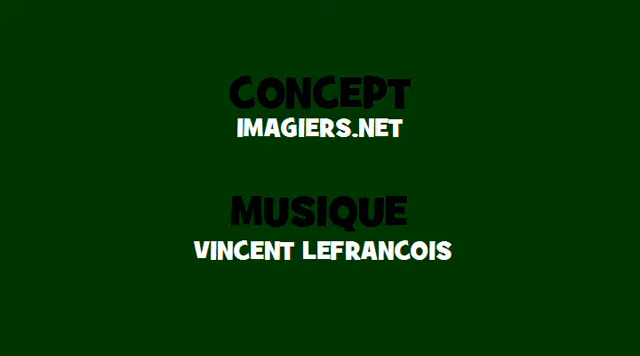 CONCEPT
IMAGIERS.NET
MUSIQUE
VINCENT LEFRANCOIS